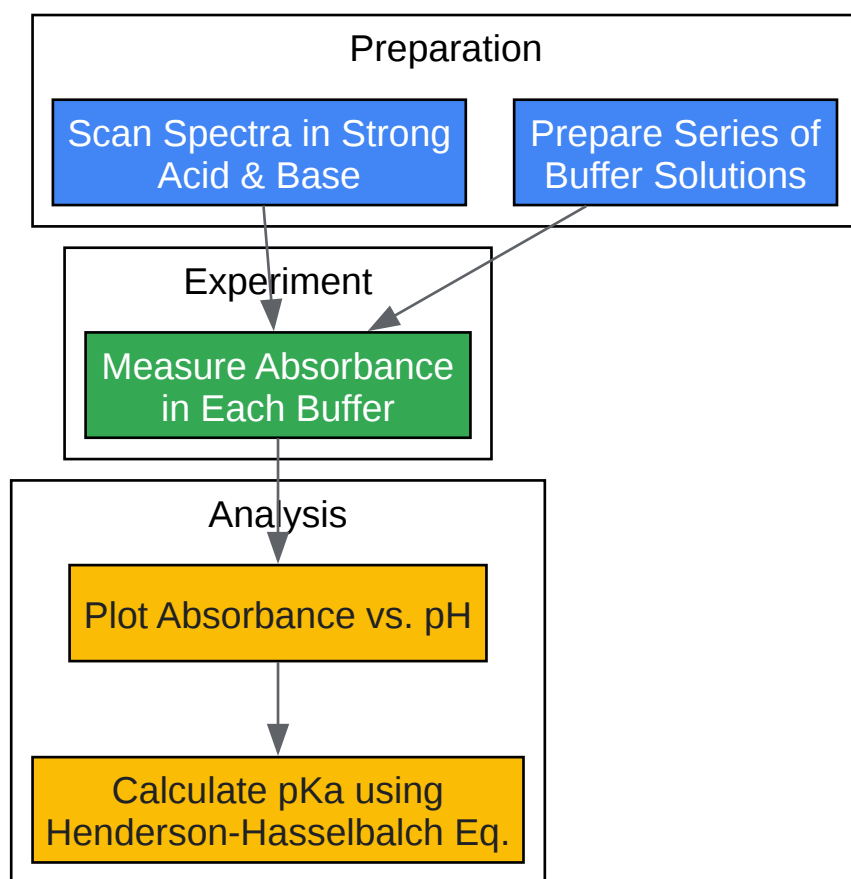 Preparation
Scan Spectra in Strong
Acid & Base
Prepare Series of
Buffer Solutions
Experiment
Measure Absorbance
in Each Buffer
Analysis
Plot Absorbance vs. pH
Calculate pKa using
Henderson-Hasselbalch Eq.